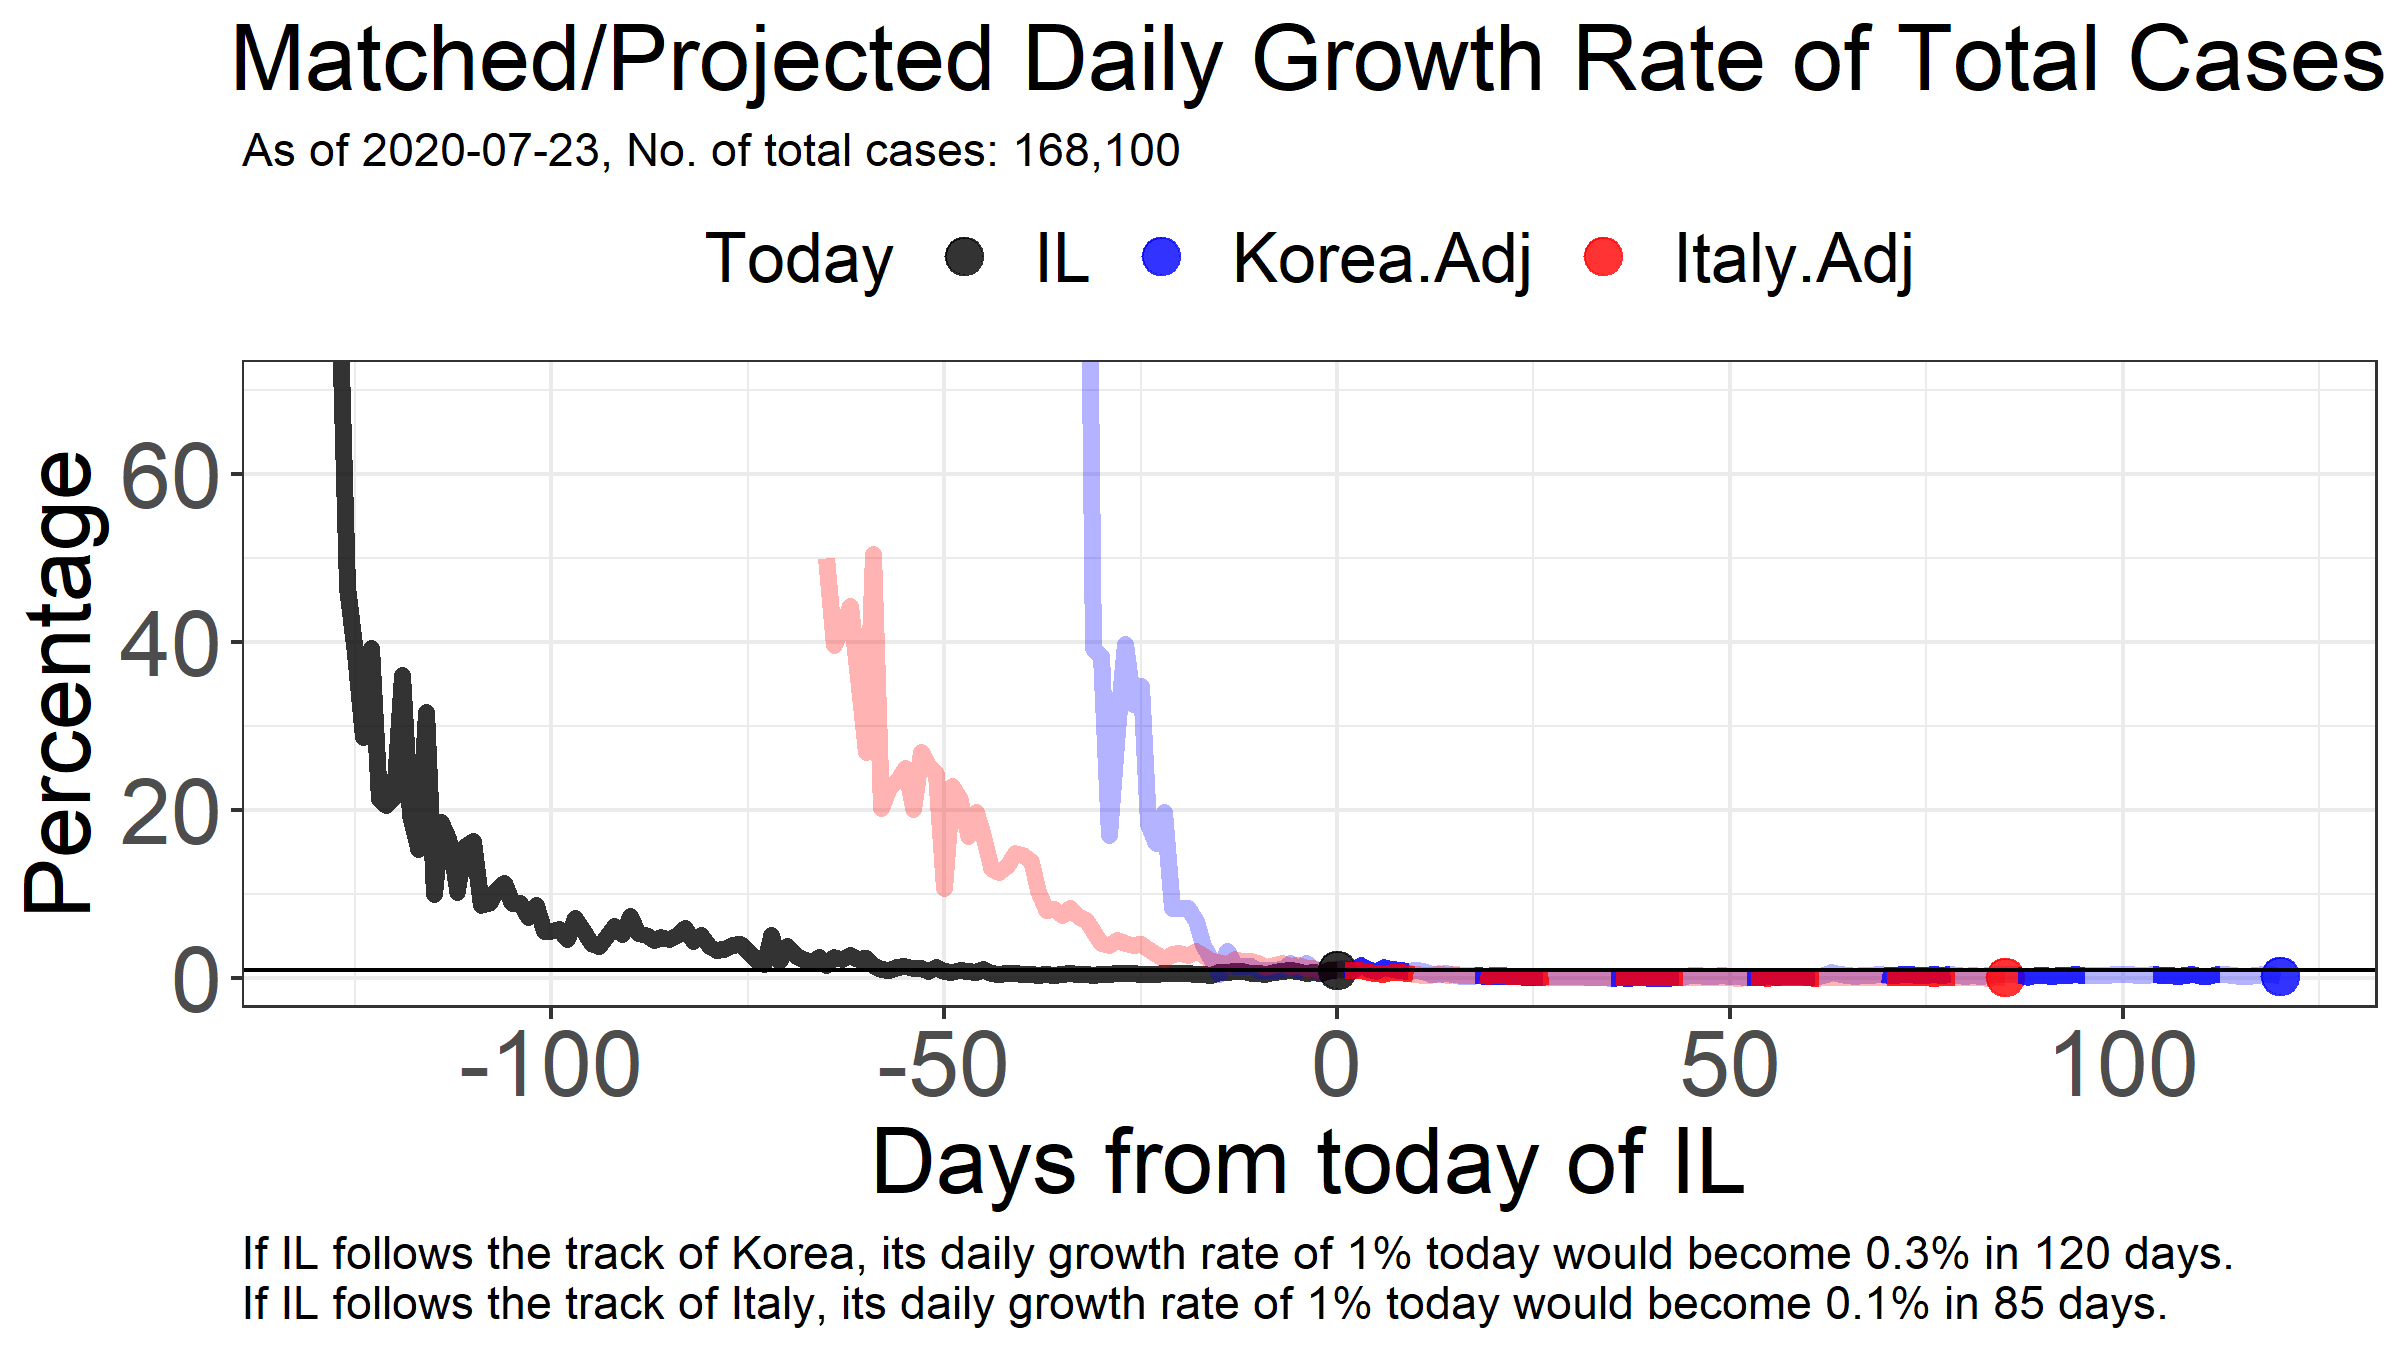 Matched/Projected Daily Growth Rate of Total Cases
As of 2020-07-23, No. of total cases: 168,100
Today IL Korea.Adj Italy.Adj
Percentage
60
40
20
0
-100 -50 0 50 100
Days from today of IL
If IL follows the track of Korea, its daily growth rate of 1% today would become 0.3% in 120 days.
If IL follows the track of Italy, its daily growth rate of 1% today would become 0.1% in 85 days.